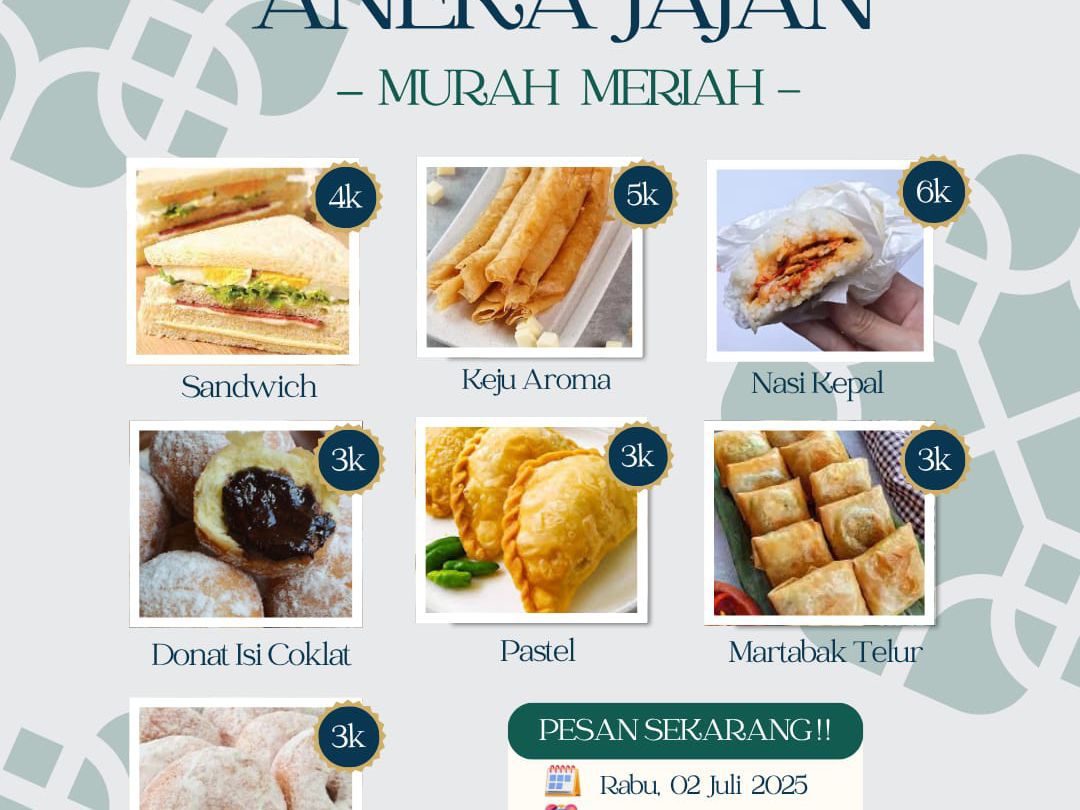 ANEKA JAJAN
– MURAH MERIAH –
4k
5k
6k
Sandwich
Keju Aroma
Nasi Kepal
3k
3k
3k
Donat Isi Coklat
Pastel
Martabak Telur
3k
PESAN SEKARANG!!
Rabu, 02 Juli 2025